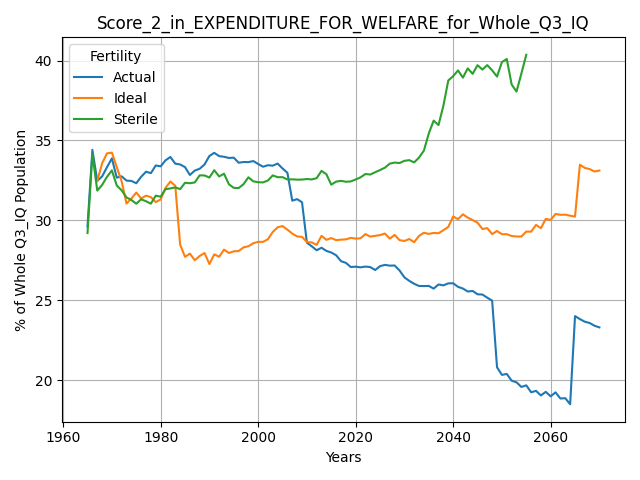 Score_2_in_EXPENDITURE_FOR_WELFARE_for_Whole_Q3_IQ
Fertility
Actual
Ideal
Sterile
% of Whole Q3_IQ Population
40
35
30
25
20
1960
1980
2000
2020
2040
2060
Years